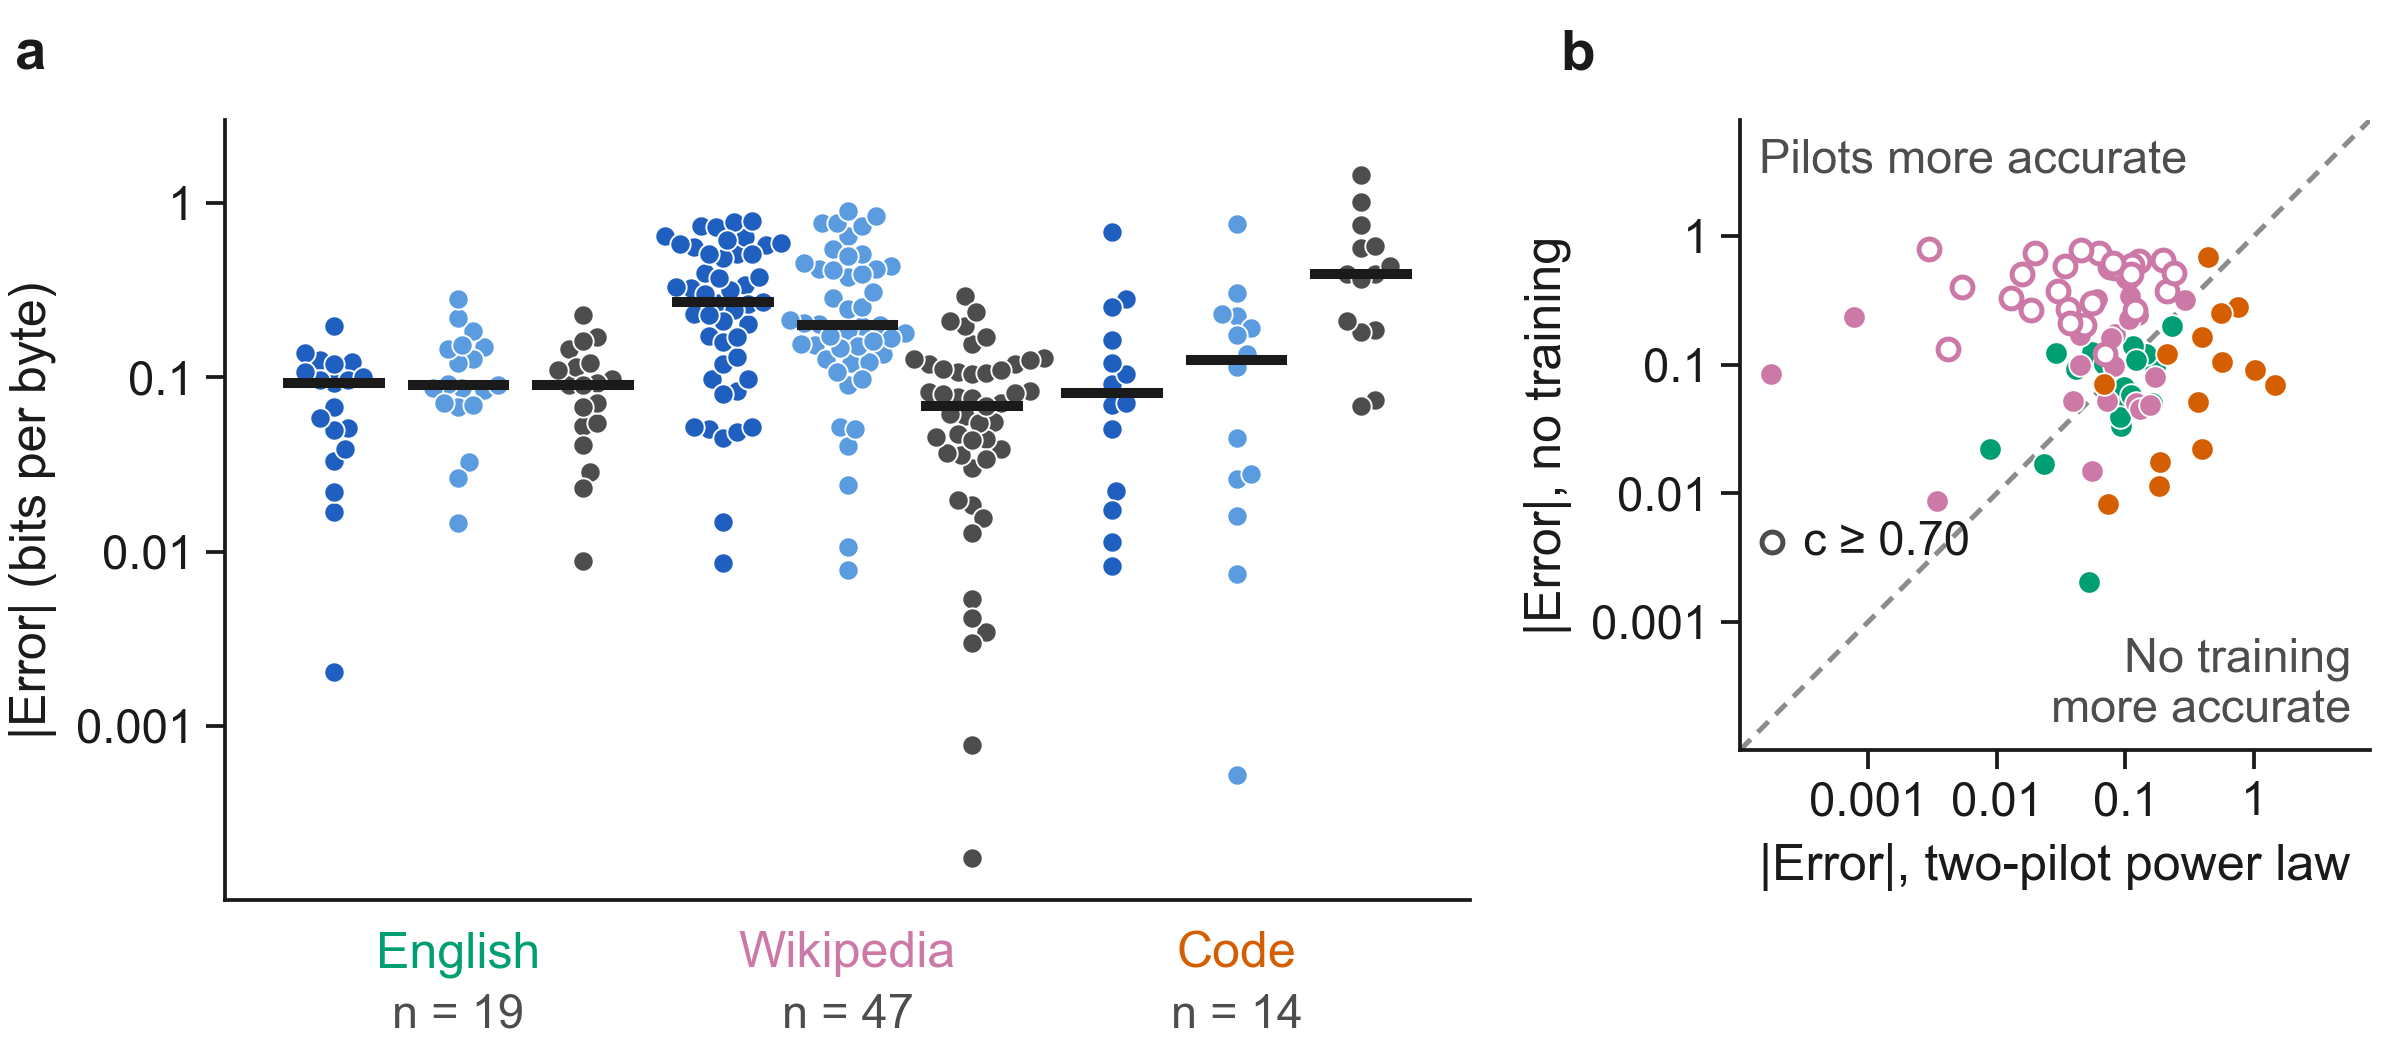 a
|Error| (bits per byte)
1
0.1
0.01
0.001
English
Wikipedia
Code
n = 19
n = 47
n = 14
b
|Error|, no training
1
0.1
0.01
0.001
Pilots more accurate
c ≥ 0.70
No training
more accurate
0.001
0.01
0.1
1
|Error|, two-pilot power law